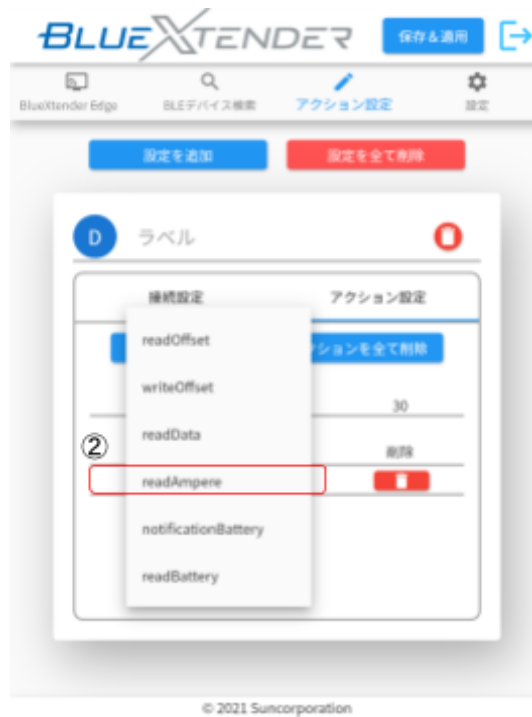 BLUEXTENDER
保存&適用
BlueXtender Edge
BLEデバイス検索
アクション設定
設定
設定を追加
設定を全て削除
D
ラベル
接続設定
アクション設定
readOffset
ションを全て削除
writeOffset
30
②
readData
削除
readAmpere
notificationBattery
readBattery
© 2021 Suncorporation